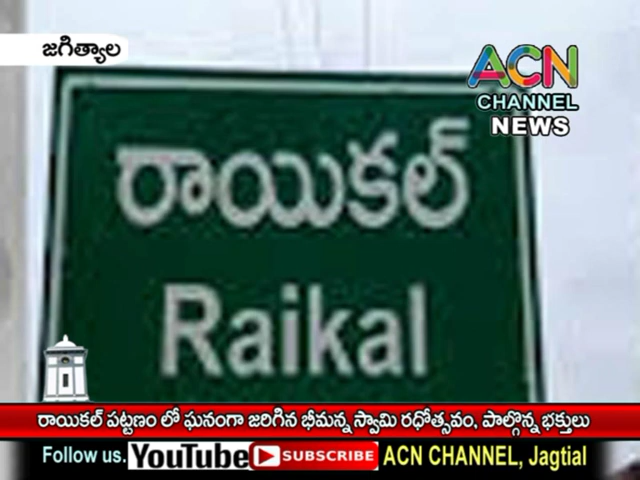 జగిత్యాల
ACN
CHANNEL
NEWS
రాయికల్
Raikal
రాయికల్ పట్టణం లో ఘనంగా జరిగిన భీమన్న స్వామి రధోత్సవం, పాల్గొన్న భక్తులు
Follow us. YouTube SUBSCRIBE ACN CHANNEL, Jagtial